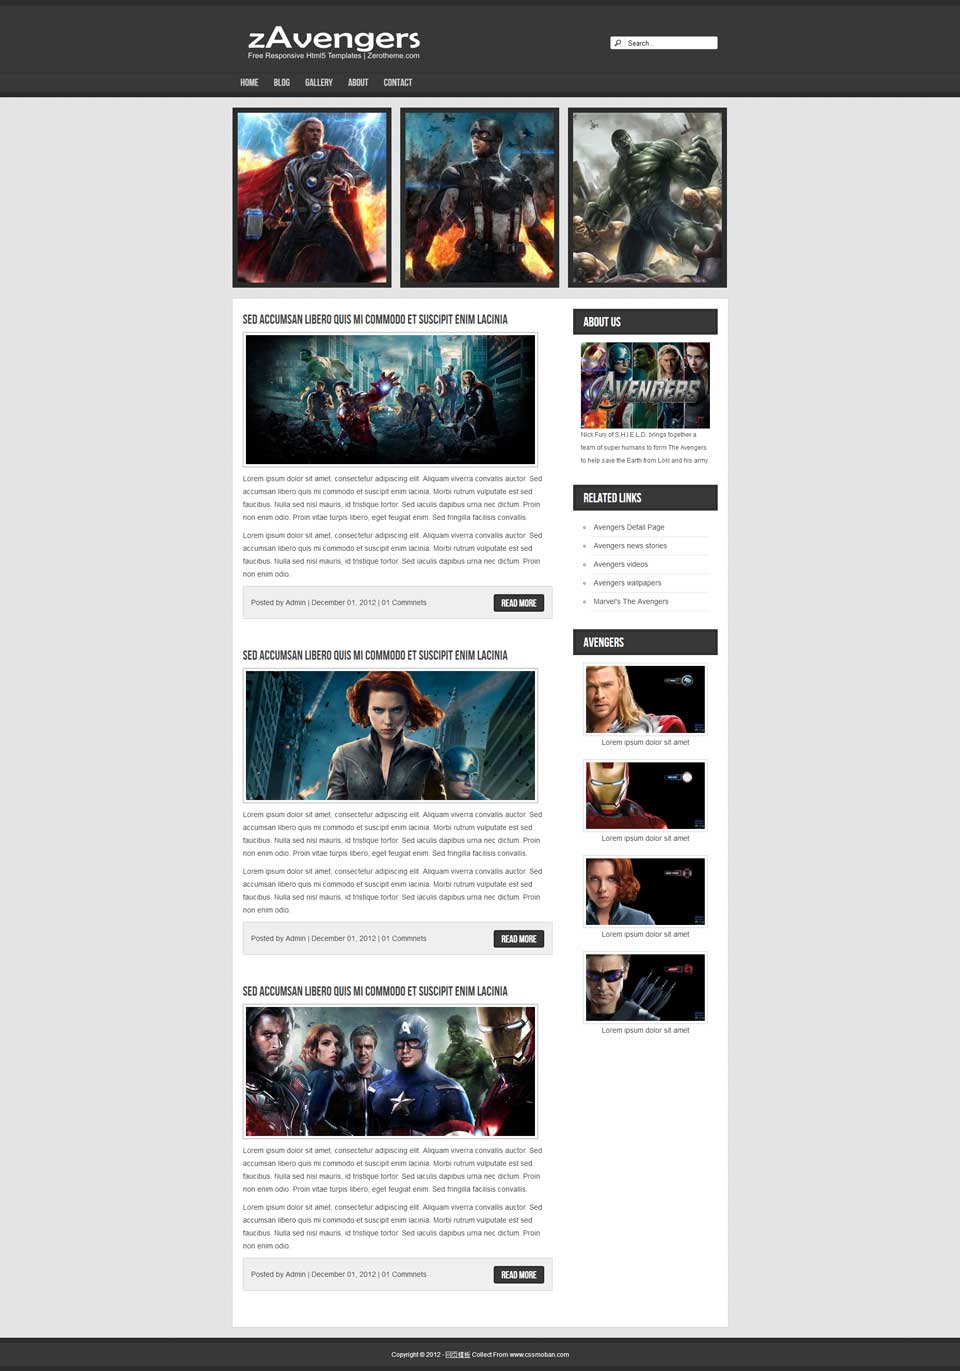 zAvengers
Free Responsive Html5 Templates | Zerotheme.com
Search...
HOME BLOG GALLERY ABOUT CONTACT
SED ACCUMSAN LIBERO QUIS MI COMMODO ET SUSCIPIT ENIM LACINIA
Lorem ipsum dolor sit amet, consectetur adipiscing elit. Aliquam viverra convallis auctor. Sed
accumsan libero quis mi commodo et suscipit enim lacinia. Morbi rutrum vulputate est sed
faucibus. Nulla sed nisl mauris, id tristique tortor. Sed iaculis dapibus urna nec dictum. Proin
non enim odio. Proin vitae turpis libero, eget feugiat enim. Sed fringilla facilisis convallis.
Lorem ipsum dolor sit amet, consectetur adipiscing elit. Aliquam viverra convallis auctor. Sed
accumsan libero quis mi commodo et suscipit enim lacinia. Morbi rutrum vulputate est sed
faucibus. Nulla sed nisl mauris, id tristique tortor. Sed iaculis dapibus urna nec dictum. Proin
non enim odio.
Posted by Admin | December 01, 2012 | 01 Commnets
READ MORE
SED ACCUMSAN LIBERO QUIS MI COMMODO ET SUSCIPIT ENIM LACINIA
Lorem ipsum dolor sit amet, consectetur adipiscing elit. Aliquam viverra convallis auctor. Sed
accumsan libero quis mi commodo et suscipit enim lacinia. Morbi rutrum vulputate est sed
faucibus. Nulla sed nisl mauris, id tristique tortor. Sed iaculis dapibus urna nec dictum. Proin
non enim odio. Proin vitae turpis libero, eget feugiat enim. Sed fringilla facilisis convallis.
Lorem ipsum dolor sit amet, consectetur adipiscing elit. Aliquam viverra convallis auctor. Sed
accumsan libero quis mi commodo et suscipit enim lacinia. Morbi rutrum vulputate est sed
faucibus. Nulla sed nisl mauris, id tristique tortor. Sed iaculis dapibus urna nec dictum. Proin
non enim odio.
Posted by Admin | December 01, 2012 | 01 Commnets
READ MORE
SED ACCUMSAN LIBERO QUIS MI COMMODO ET SUSCIPIT ENIM LACINIA
Lorem ipsum dolor sit amet, consectetur adipiscing elit. Aliquam viverra convallis auctor. Sed
accumsan libero quis mi commodo et suscipit enim lacinia. Morbi rutrum vulputate est sed
faucibus. Nulla sed nisl mauris, id tristique tortor. Sed iaculis dapibus urna nec dictum. Proin
non enim odio. Proin vitae turpis libero, eget feugiat enim. Sed fringilla facilisis convallis.
Lorem ipsum dolor sit amet, consectetur adipiscing elit. Aliquam viverra convallis auctor. Sed
accumsan libero quis mi commodo et suscipit enim lacinia. Morbi rutrum vulputate est sed
faucibus. Nulla sed nisl mauris, id tristique tortor. Sed iaculis dapibus urna nec dictum. Proin
non enim odio.
Posted by Admin | December 01, 2012 | 01 Commnets
READ MORE
ABOUT US
AVENGERS
Nick Fury of S.H.I.E.L.D. brings together a
team of super humans to form The Avengers
to help save the Earth from Loki and his army.
RELATED LINKS
Avengers Detail Page
Avengers news stories
Avengers videos
Avengers wallpapers
Marvel's The Avengers
AVENGERS
Lorem ipsum dolor sit amet
Lorem ipsum dolor sit amet
Lorem ipsum dolor sit amet
Lorem ipsum dolor sit amet
Copyright © 2012 - 网页模板 Collect From www.cssmoban.com